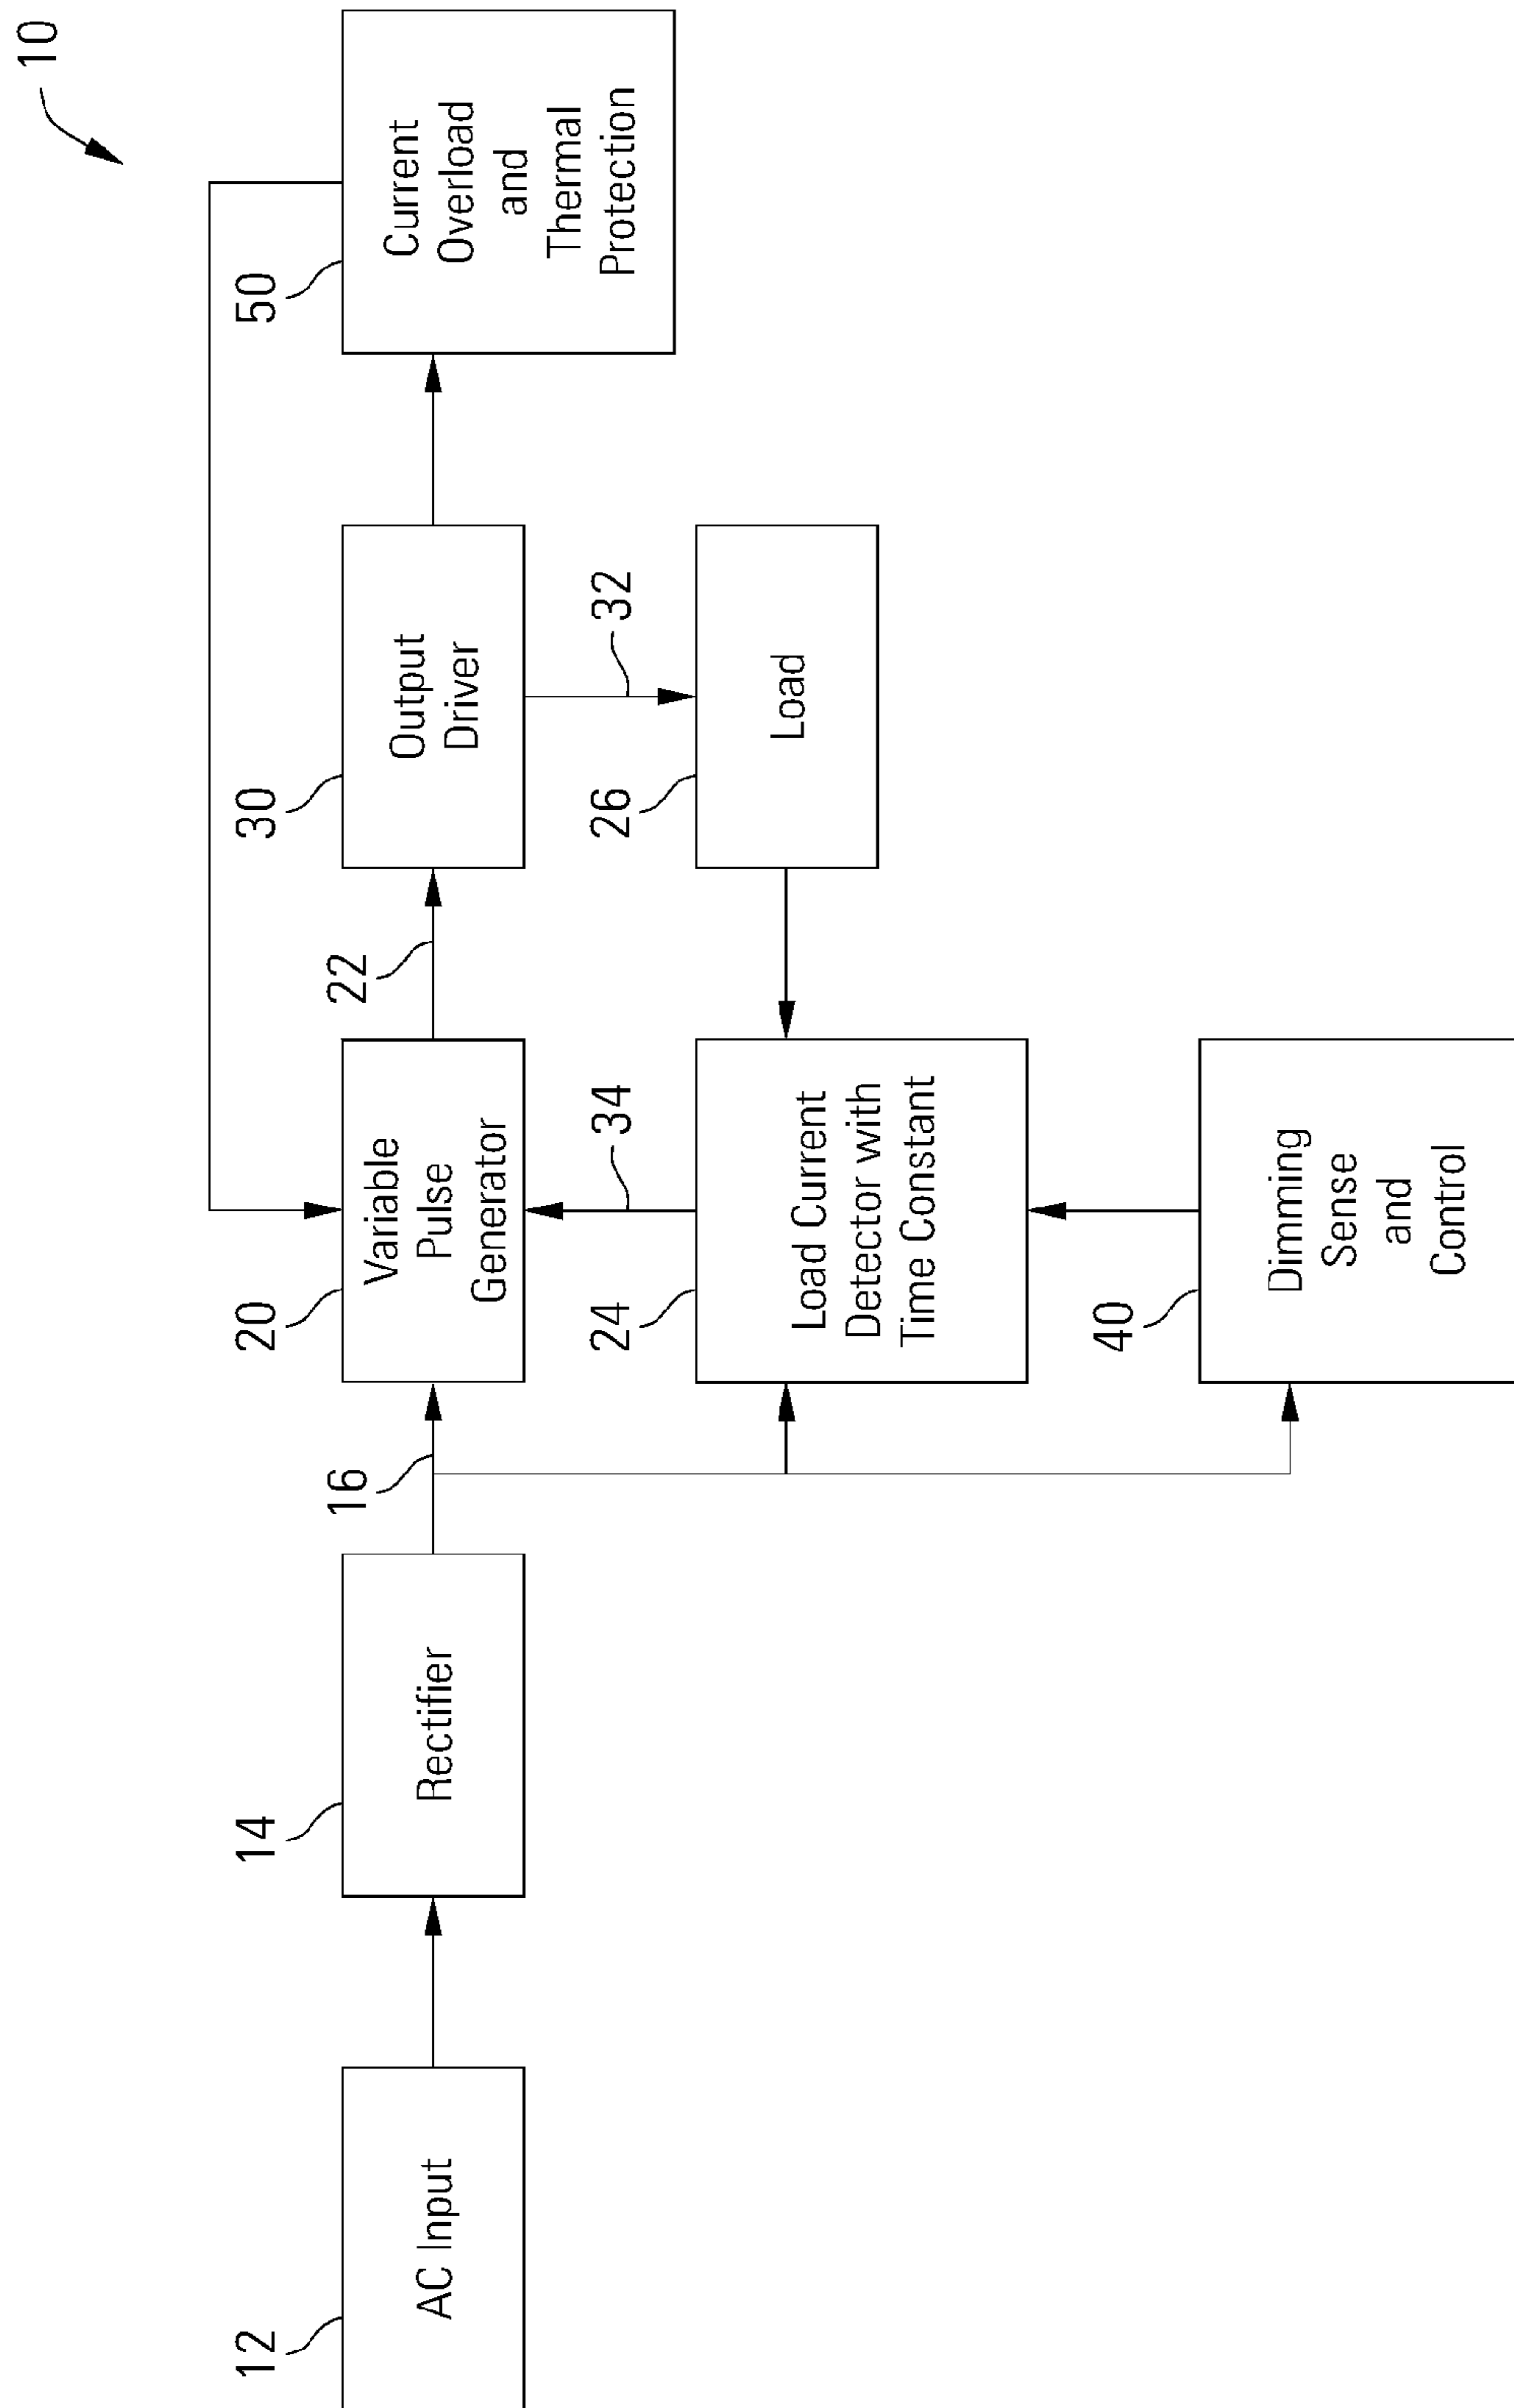 10
12
AC Input
14
Rectifier
16
20
Variable
Pulse
Generator
22
30
Output
Driver
50
Current
Overload
and
Thermal
Protection
24
Load Current
Detector with
Time Constant
34
26
Load
32
40
Dimming
Sense
and
Control